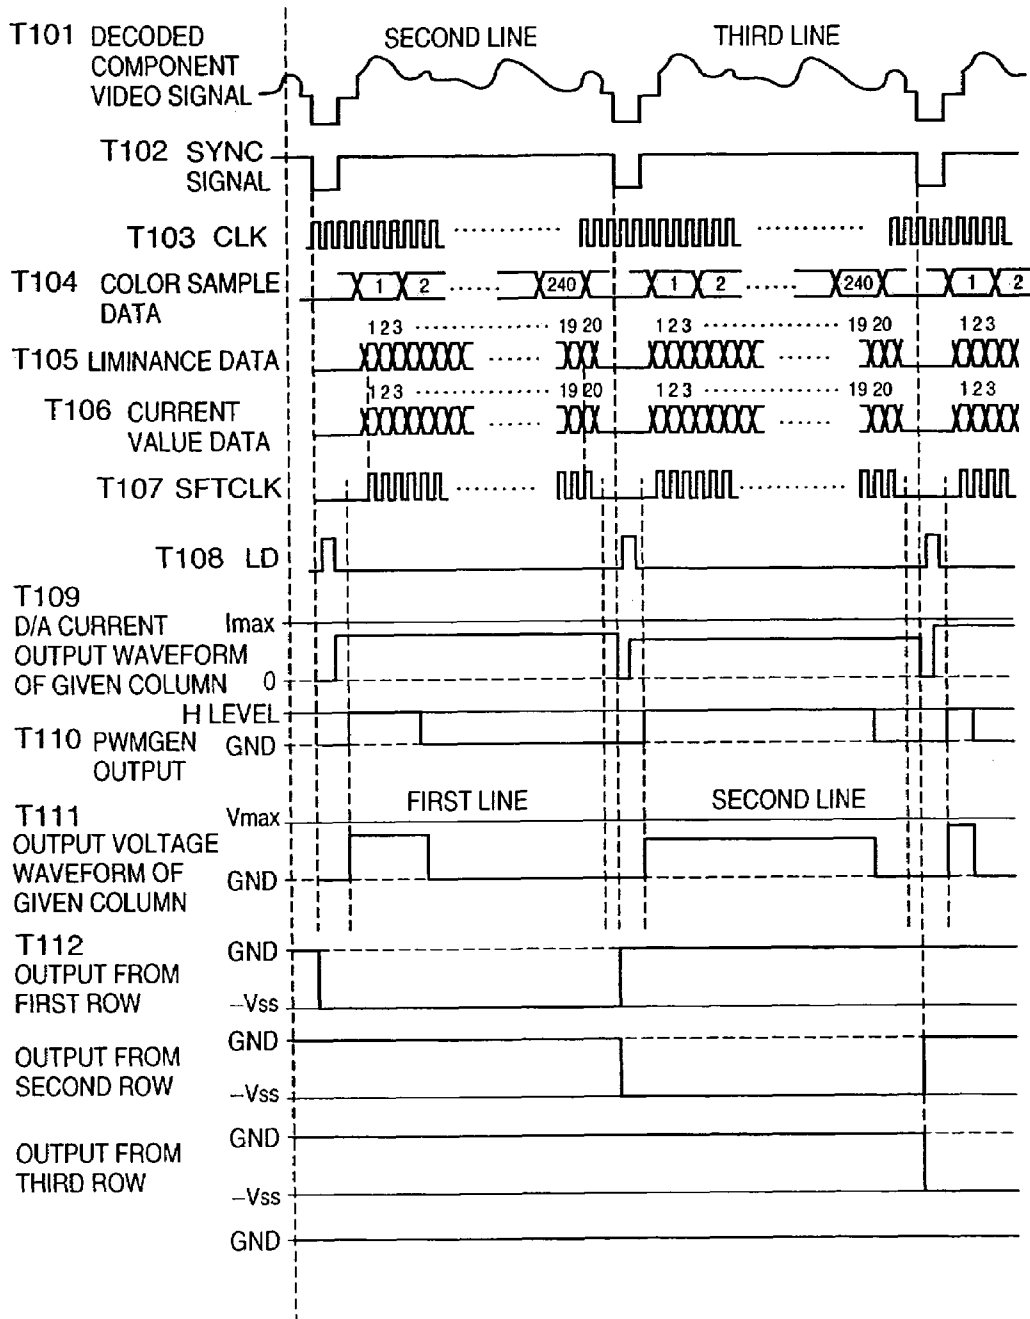 T101 DECODED COMPONENT VIDEO SIGNAL
SECOND LINE
THIRD LINE
T102 SYNC SIGNAL
T103 CLK
T104 COLOR SAMPLE DATA
1 2 240 1 2 240 1 2
1 2 3 19 20 1 2 3 19 20 1 2 3
T105 LIMINANCE DATA
1 2 3 19 20 1 2 3 19 20 1 2 3
T106 CURRENT VALUE DATA
T107 SFTCLK
T108 LD
T109
D/A CURRENT OUTPUT WAVEFORM OF GIVEN COLUMN
Imax
0
T110 PWMGEN OUTPUT
H LEVEL
GND
FIRST LINE
SECOND LINE
T111
OUTPUT VOLTAGE WAVEFORM OF GIVEN COLUMN
Vmax
GND
T112
OUTPUT FROM FIRST ROW
GND
–Vss
OUTPUT FROM SECOND ROW
GND
–Vss
OUTPUT FROM THIRD ROW
GND
–Vss
GND